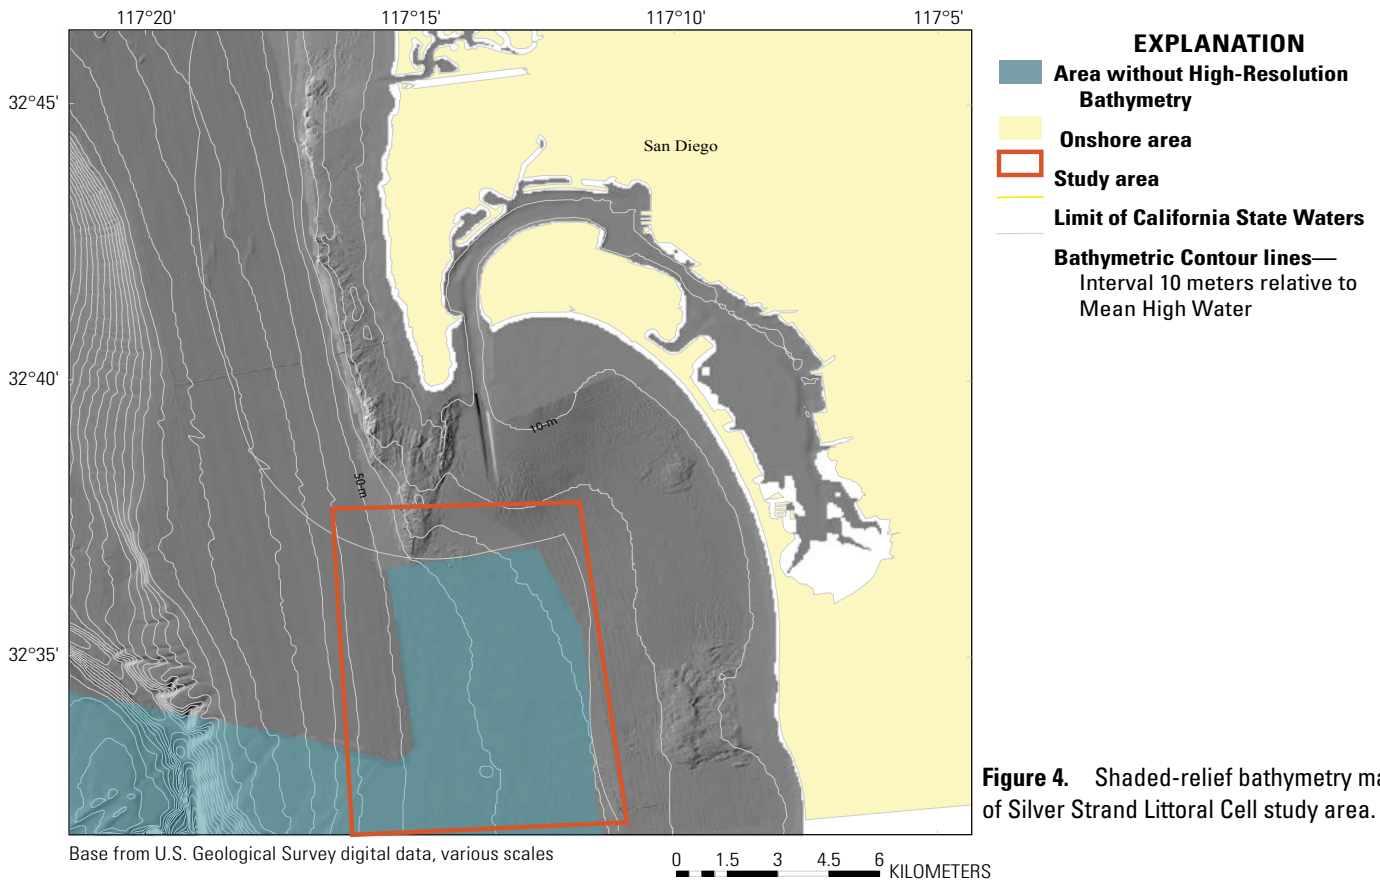 117°20' 117°15' 117°10' 117°5'
32°45'
32°40'
32°35'
San Diego
10-m
50-m
EXPLANATION
Area without High-Resolution
Bathymetry
Onshore area
Study area
Limit of California State Waters
Bathymetric Contour lines—
Interval 10 meters relative to
Mean High Water
Figure 4. Shaded-relief bathymetry
of Silver Strand Littoral Cell study area.
Base from U.S. Geological Survey digital data, various scales
0 1.5 3 4.5 6 KILOMETERS